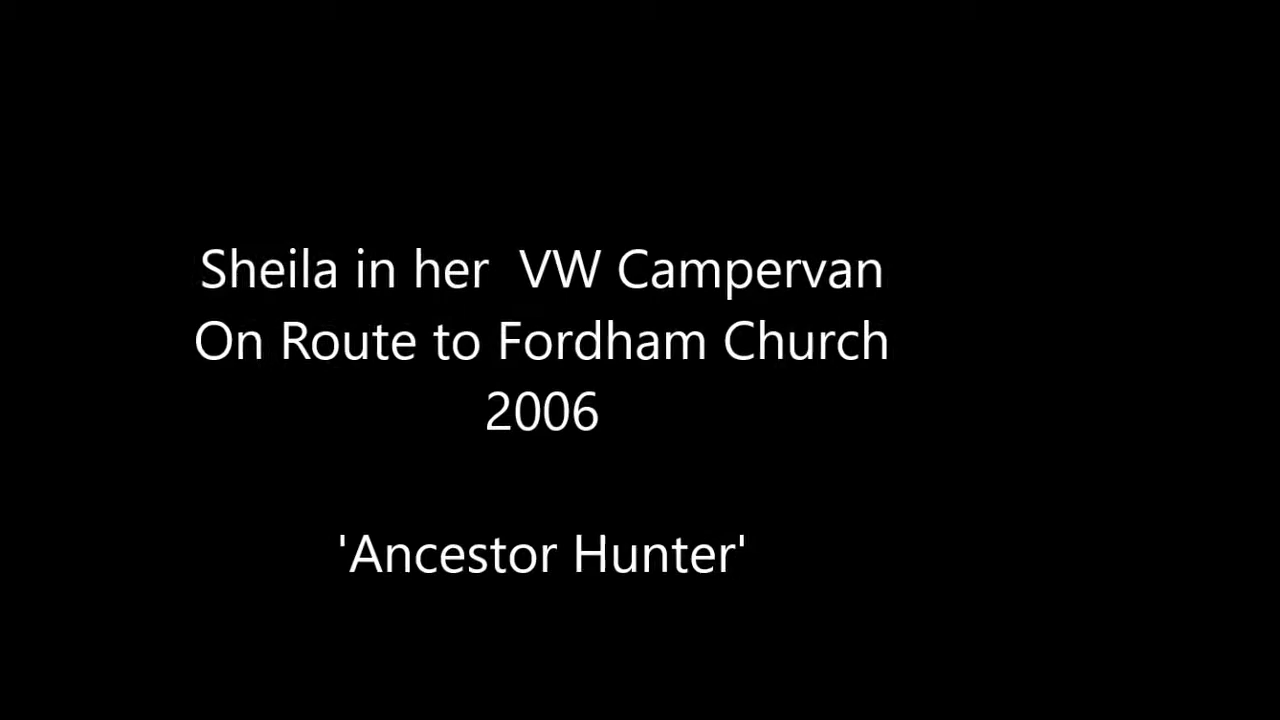 Sheila in her  VW Campervan
On Route to Fordham Church
2006
'Ancestor Hunter'